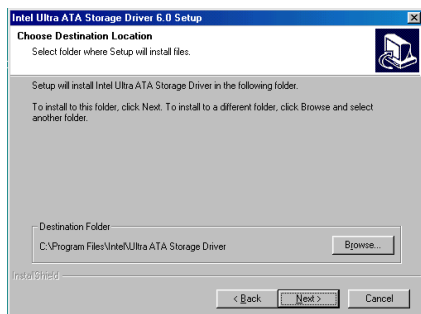 Intel Ultra ATA Storage Driver 6.0 Setup
Choose Destination Location
Select folder where Setup will install files.
Setup will install Intel Ultra ATA Storage Driver in the following folder.
To install to this folder, click Next. To install to a different folder, click Browse and select
another folder.
Destination Folder
C:\Program Files\Intel\Ultra ATA Storage Driver
Browse...
InstallShield
< Back
Next >
Cancel